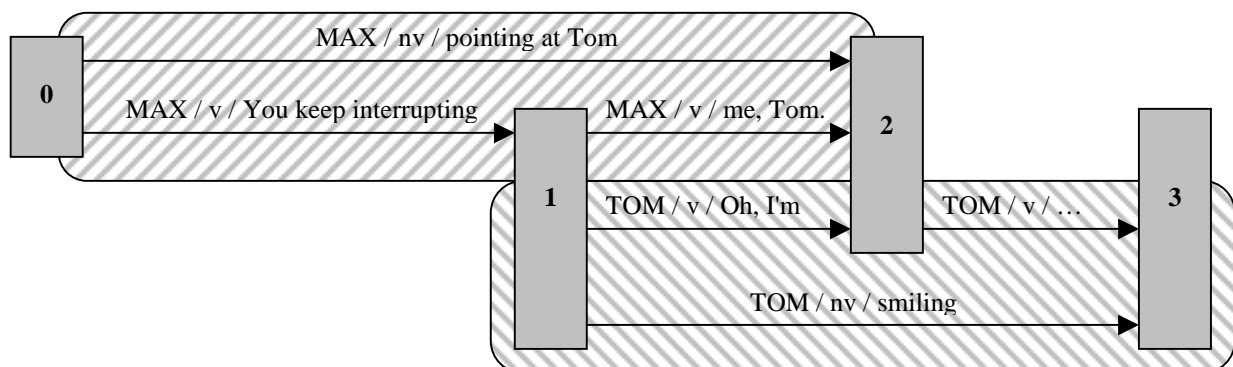 MAX / nv / pointing at Tom
0
MAX / v / You keep interrupting
MAX / v / me, Tom.
2
1
TOM / v / Oh, I'm
TOM / v / …
3
TOM / nv / smiling